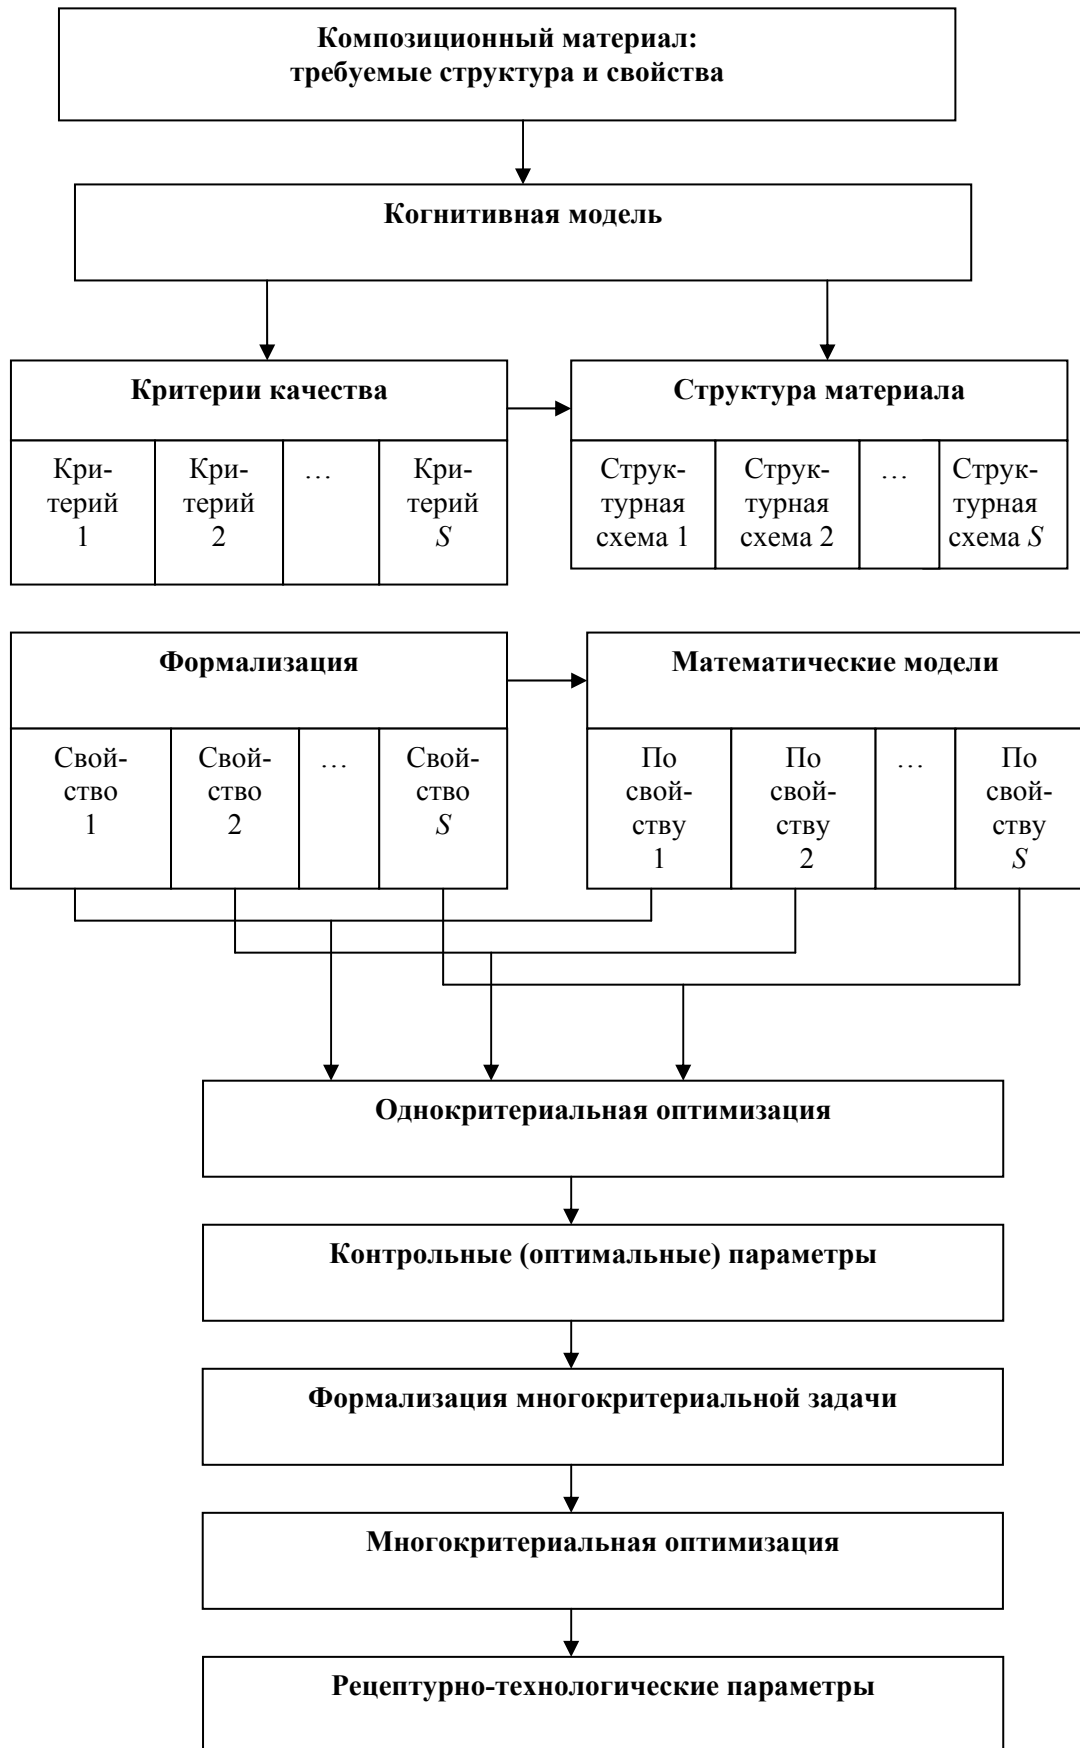 Композиционный материал:
требуемые структура и свойства
Когнитивная модель
Критерии качества
Структура материала
Кри-
терий
1
Кри-
терий
2
…
Кри-
терий
S
Струк-
турная
схема 1
Струк-
турная
схема 2
…
Струк-
турная
схема S
Формализация
Математические модели
Свой-
ство
1
Свой-
ство
2
…
Свой-
ство
S
По
свой-
ству
1
По
свой-
ству
2
…
По
свой-
ству
S
Однокритериальная оптимизация
Контрольные (оптимальные) параметры
Формализация многокритериальной задачи
Многокритериальная оптимизация
Рецептурно-технологические параметры